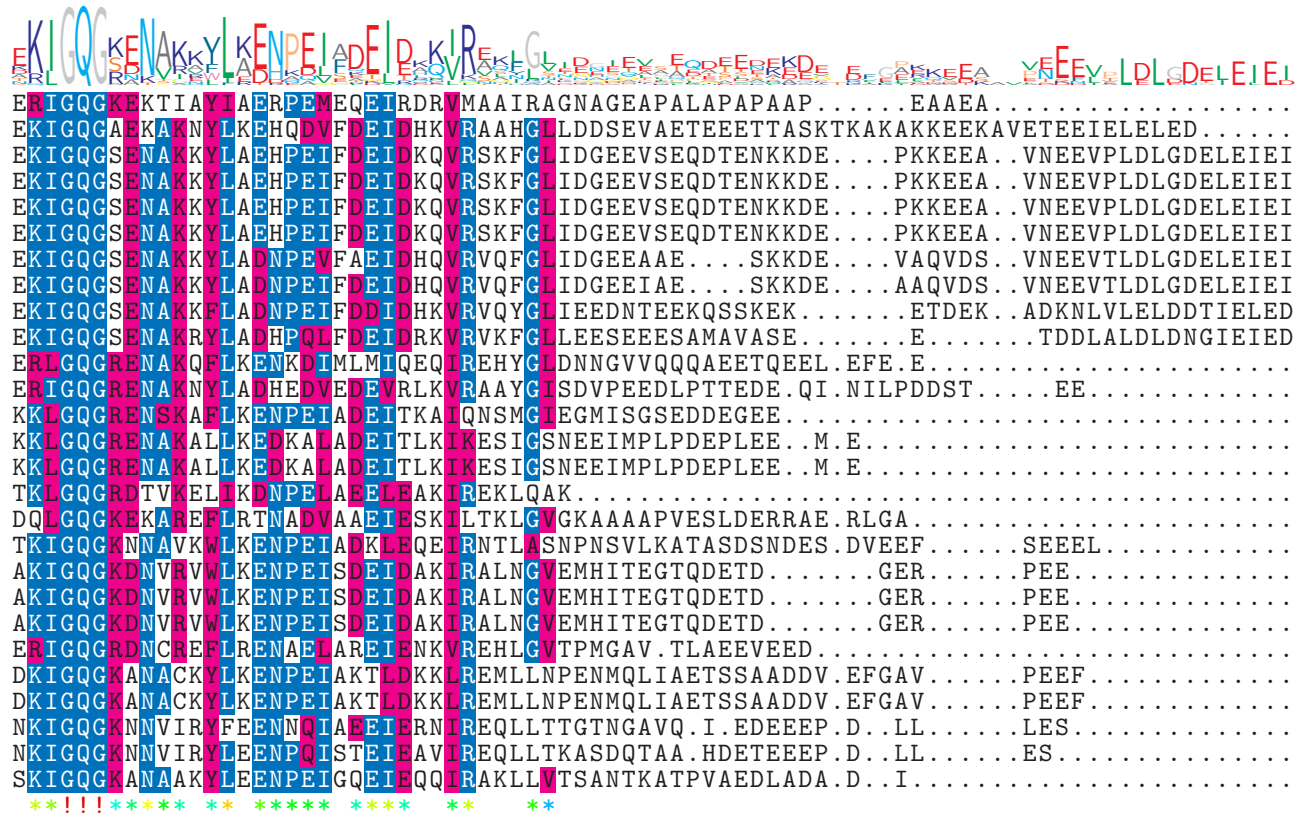 ERIGQGKEKTIAYIAERPEMEQEIRDRVMAAIRAGNAGEAPALAPAPAAP......EAAEA................
EKIGQGAEKAKNYLKEHQDVFDEIDHKVRAAHGLLDDSEVAETEEETTASKTKAKAKKEEKAVETEEIELELED.....
EKIGQGSENAKKYLAEHPEIFDEIDKQVRSKFGLIDGEEVSEQDTENKKDE....PKKEEA..VNEEVPLDLGDELEIEI
EKIGQGSENAKKYLAEHPEIFDEIDKQVRSKFGLIDGEEVSEQDTENKKDE....PKKEEA..VNEEVPLDLGDELEIEI
EKIGQGSENAKKYLAEHPEIFDEIDKQVRSKFGLIDGEEVSEQDTENKKDE....PKKEEA..VNEEVPLDLGDELEIEI
EKIGQGSENAKKYLAEHPEIFDEIDKQVRSKFGLIDGEEVSEQDTENKKDE....PKKEEA..VNEEVPLDLGDELEIEI
EKIGQGSENAKKYLADNPEVFAEIDHQVRVQFGLIDGEEAAE....SKKDE....VAQVDS..VNEEVTLDLGDELEIEI
EKIGQGSENAKKYLADNPEIFDEIDHQVRVQFGLIDGEEIAE....SKKDE....AAQVDS..VNEEVTLDLGDELEIEI
EKIGQGSENAKKFLADNPEIFDDIDHKVRVQYGLIEEDNTEEKQSSKEK......ETDEK..ADKNLVLELDDTIELED
EKIGQGSENAKRYLADHPQLFDEIDRKVRVKFGLLEESEEESAMAVASE......E.......TDDLALDLDNGIEIED
ERLGQGRENAKQFLKENKDIMLMIQEQIREHYGLDNNGVVQQQAEETQEEL.EFE.E.......................
ERIGQGRENAKNYLADHEDVEDEVRLKVRAAYGISDVPEEDLPTTEDE.QI.NILPDDST.....EE............
KKLGQGRENSKAFLKENPEIADEITKAIQNSMGIEGMISGSEDDEGEE...............................
KKLGQGRENAKALLKEDKALADEITLKIKESIGSNEEIMPLPDEPLEE..M.E..........................
KKLGQGRENAKALLKEDKALADEITLKIKESIGSNEEIMPLPDEPLEE..M.E..........................
TKLGQGRDTVKELIKDNPELAEELEAKIREKLQAK............................................
DQLGQGKEKAREFLRTNADVAAEIESKILTKLGVGKAAAAPVESLDERRAE.RLGA.......................
TKIGQGKNNAVKWLKENPEIADKLEQEIRNTLASNPNSVLKATASDSNDES.DVEEF......SEEEL...........
AKIGQGKDNVRVWLKENPEISDEIDAKIRALNGVEMHITEGTQDETD.......GER......PEE.............
AKIGQGKDNVRVWLKENPEISDEIDAKIRALNGVEMHITEGTQDETD.......GER......PEE.............
AKIGQGKDNVRVWLKENPEISDEIDAKIRALNGVEMHITEGTQDETD.......GER......PEE.............
ERIGQGRDNCREFLRENAELAREIENKVREHLGVTPMGAV.TLAEEVEED.............................
DKIGQGKANACKYLKENPEIAKTLDKKLREMLLNPENMQLIAETSSAADDV.EFGAV......PEEF............
DKIGQGKANACKYLKENPEIAKTLDKKLREMLLNPENMQLIAETSSAADDV.EFGAV......PEEF............
NKIGQGKNNVIRYFEENNQIAEEIERNIREQLLTTGTNGAVQ.I.EDEEEEP.D..LL.....LES.............
NKIGQGKNNVIRYLEENPQISTEIEAVIREQLLTKASDQTAA.HDETEEEEP.D..LL.....ES..............
SKIGQGKANAAKYLEENPEIGQEIEQQIRAKLLVTSANTKATPVAEDLADA.D..I.......................
**!!!***** ** ***** **** ** **